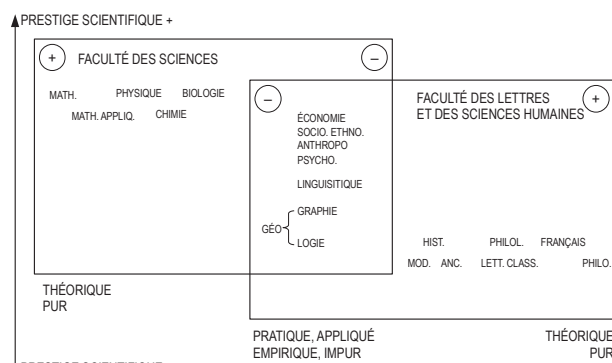 PRESTIGE SCIENTIFIQUE +
+ FACULTÉ DES SCIENCES –
MATH. PHYSIQUE BIOLOGIE
MATH. APPLIQ. CHIMIE
– FACULTÉ DES LETTRES +
ET DES SCIENCES HUMAINES
ÉCONOMIE
SOCIO. ETHNO.
ANTHROPO
PSYCHO.
LINGUISITIQUE
GRAPHIE
GÉO
LOGIE
HIST. PHILOL. FRANÇAIS
MOD. ANC. LETT. CLASS. PHILO.
THÉORIQUE
PUR
PRATIQUE, APPLIQUÉ
EMPIRIQUE, IMPUR
THÉORIQUE
PUR